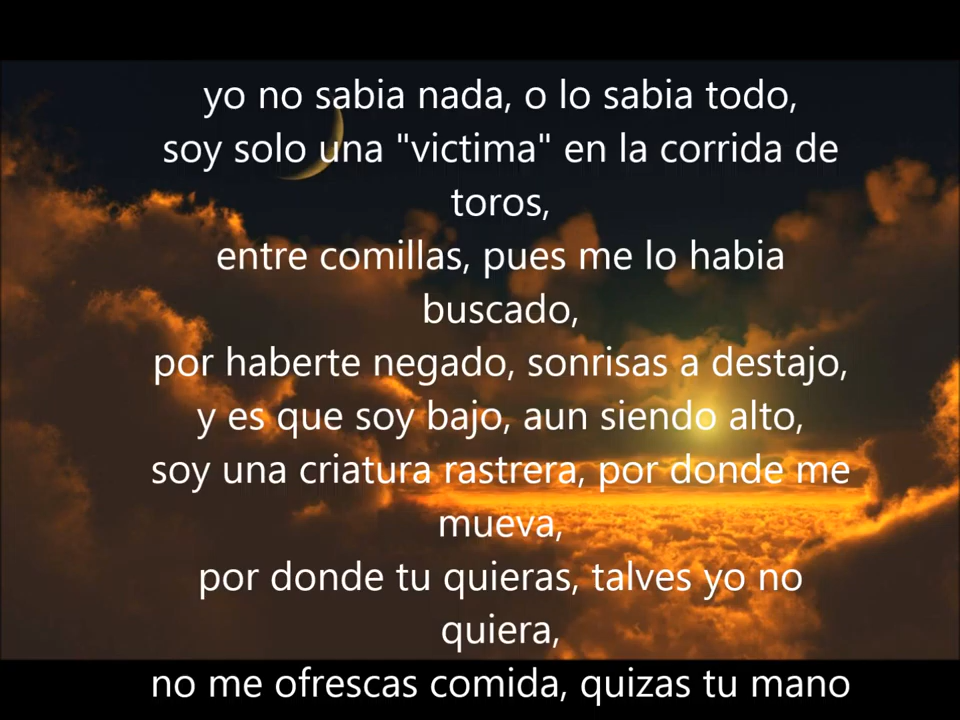 yo no sabia nada, o lo sabia todo,
soy solo una "victima" en la corrida de
toros,
entre comillas, pues me lo habia
buscado,
por haberte negado, sonrisas a destajo,
y es que soy bajo, aun siendo alto,
soy una criatura rastrera, por donde me
mueva,
por donde tu quieras, talves yo no
quiera,
no me ofrescas comida, quizas tu mano